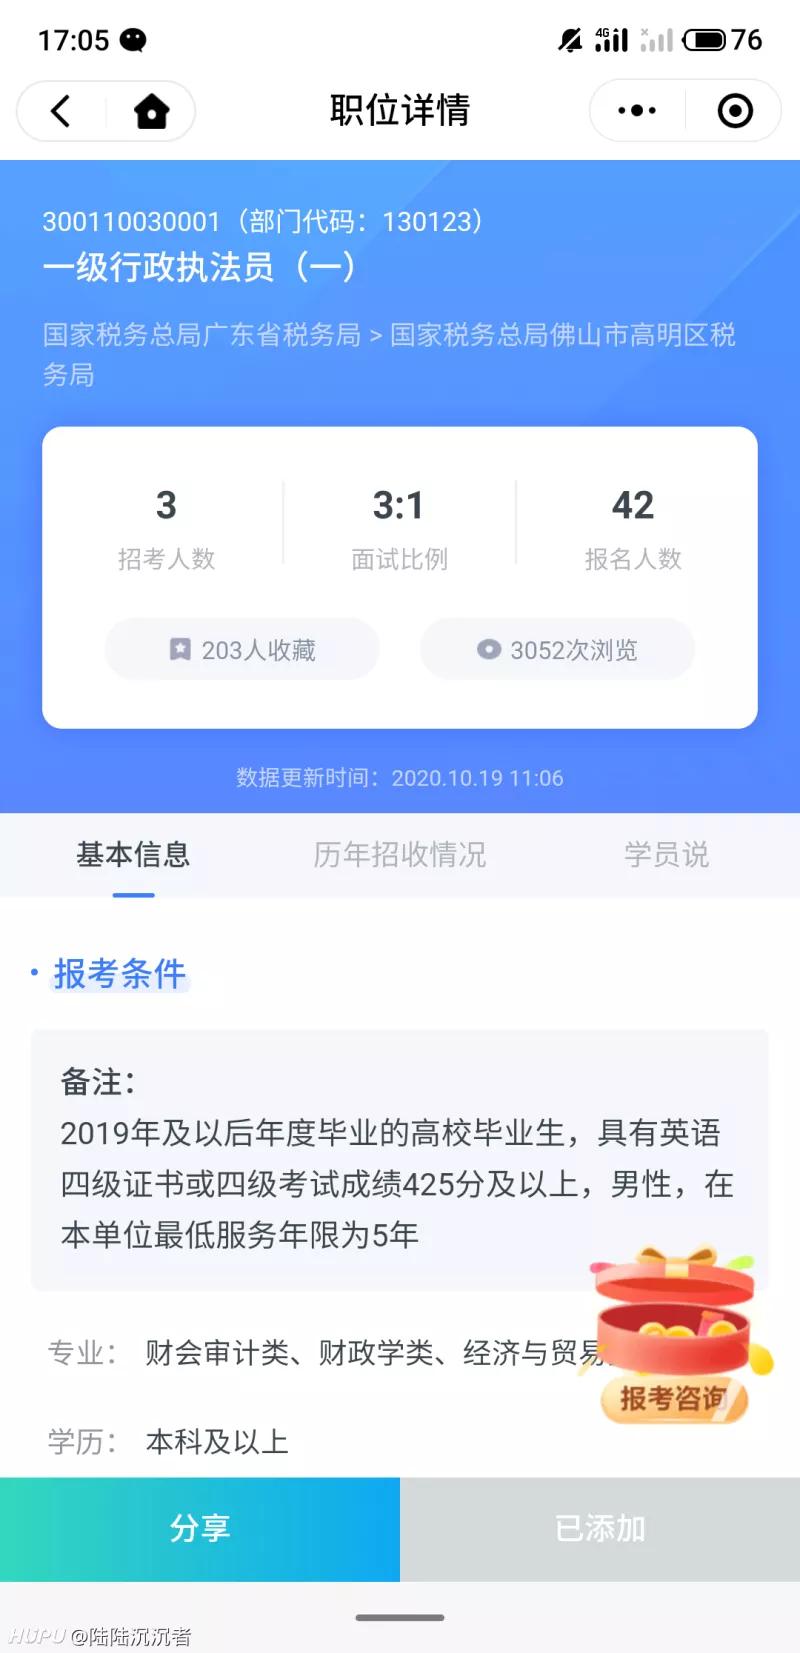 17:05
4G
76
职位详情
300110030001（部门代码：130123）
一级行政执法员（一）
国家税务总局广东省税务局 > 国家税务总局佛山市高明区税
务局
3
3:1
42
招考人数
面试比例
报名人数
203人收藏
3052次浏览
数据更新时间：2020.10.19 11:06
基本信息
历年招收情况
学员说
· 报考条件
备注：
2019年及以后年度毕业的高校毕业生，具有英语
四级证书或四级考试成绩425分及以上，男性，在
本单位最低服务年限为5年
专业： 财会审计类、财政学类、经济与贸易
报考咨询
学历： 本科及以上
分享
已添加
HUPU @陆陆沉沉者